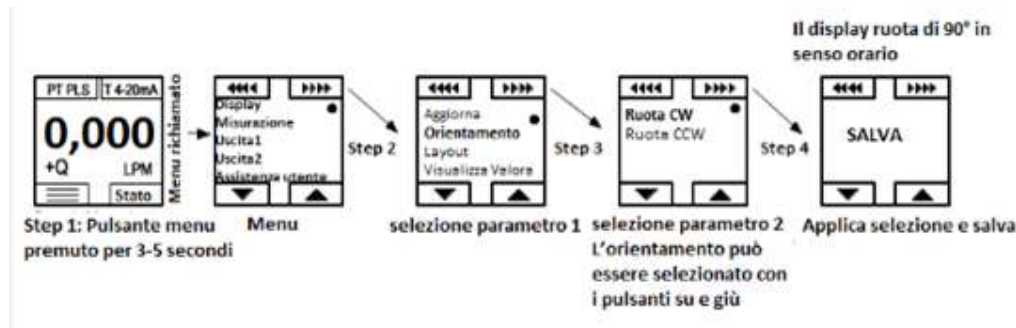 Il display ruota di 90° in
senso orario
PT PLS T 4-20mA
0,000
+Q LPM
Stato
Menu richiamato
Step 1: Pulsante menu
premuto per 3-5 secondi
Display
Misurazione
Uscita1
Uscita2
Assistenza utente
Menu
Step 2
Aggiorna
Orientamento
Layout
Visualizza Valore
selezione parametro 1
Step 3
Ruota CW
Ruota CCW
selezione parametro 2
L'orientamento può
essere selezionato con
i pulsanti su e giù
Step 4
SALVA
Applica selezione e salva